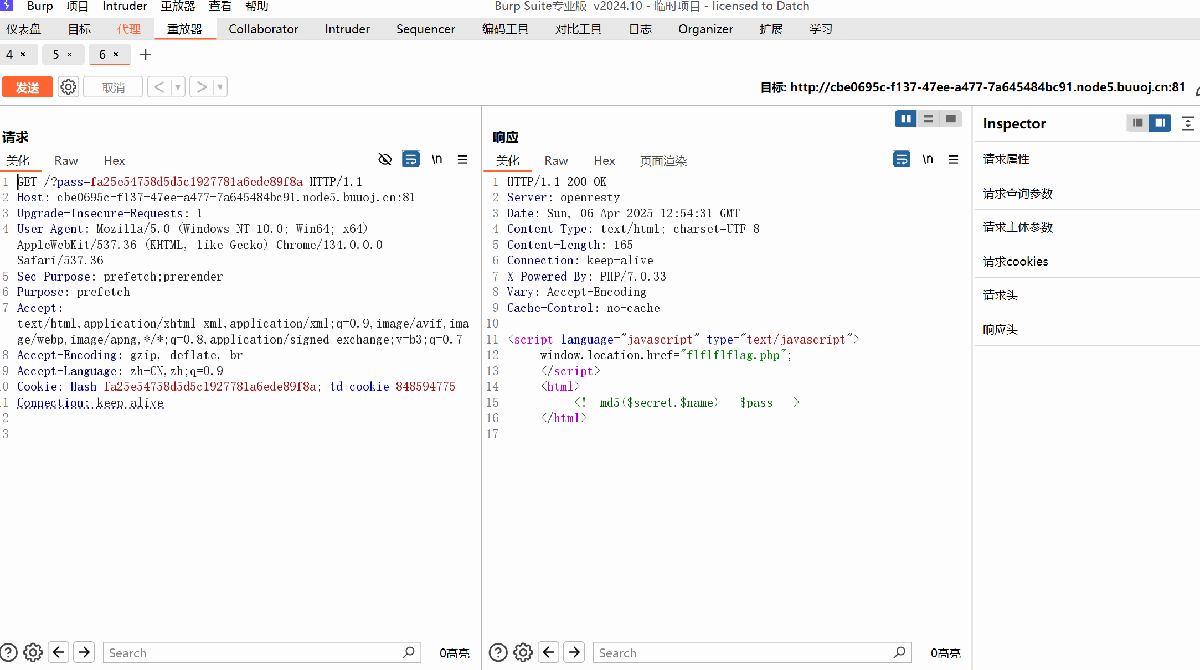 Burp 项目 Intruder 重放器 查看 帮助
Burp Suite专业版 v2024.10 - 临时项目 - licensed to Datch
仪表盘 目标 代理 重放器 Collaborator Intruder Sequencer 编码工具 对比工具 日志 Organizer 扩展 学习
4 × 5 × 6 × +
发送 取消 < >
目标: http://cbe0695c-f137-47ee-a477-7a645484bc91.node5.buuoj.cn:81
请求
美化 Raw Hex \n
1 GET /?pass=fa25e54758d5d5c1927781a6ede89f8a HTTP/1.1
2 Host: cbe0695c-f137-47ee-a477-7a645484bc91.node5.buuoj.cn:81
3 Upgrade-Insecure-Requests: 1
4 User Agent: Mozilla/5.0 (Windows NT 10.0; Win64; x64)
AppleWebKit/537.36 (KHTML, like Gecko) Chrome/134.0.0.0
Safari/537.36
5 Sec Purpose: prefetch;prerender
6 Purpose: prefetch
7 Accept:
text/html,application/xhtml xml,application/xml;q=0.9,image/avif,ima
ge/webp,image/apng,*/*;q=0.8,application/signed exchange;v=b3;q=0.7
8 Accept-Encoding: gzip, deflate, br
9 Accept-Language: zh-CN,zh;q=0.9
0 Cookie: Hash fa25e54758d5d5c1927781a6ede89f8a; td cookie 848594775
1 Connection: keep alive
2
3
响应
美化 Raw Hex 页面渲染 \n
1 HTTP/1.1 200 OK
2 Server: openresty
3 Date: Sun, 06 Apr 2025 12:54:31 GMT
4 Content Type: text/html; charset=UTF 8
5 Content-Length: 165
6 Connection: keep-alive
7 X Powered By: PHP/7.0.33
8 Vary: Accept-Encoding
9 Cache-Control: no-cache
10
11 <script language="javascript" type="text/javascript">
12 window.location.href="flflflflag.php";
13 </script>
14 <html>
15 <! md5($secret.$name) $pass >
16 </html>
17
Inspector
请求属性
请求查询参数
请求主体参数
请求cookies
请求头
响应头
Search 0高亮
Search 0高亮